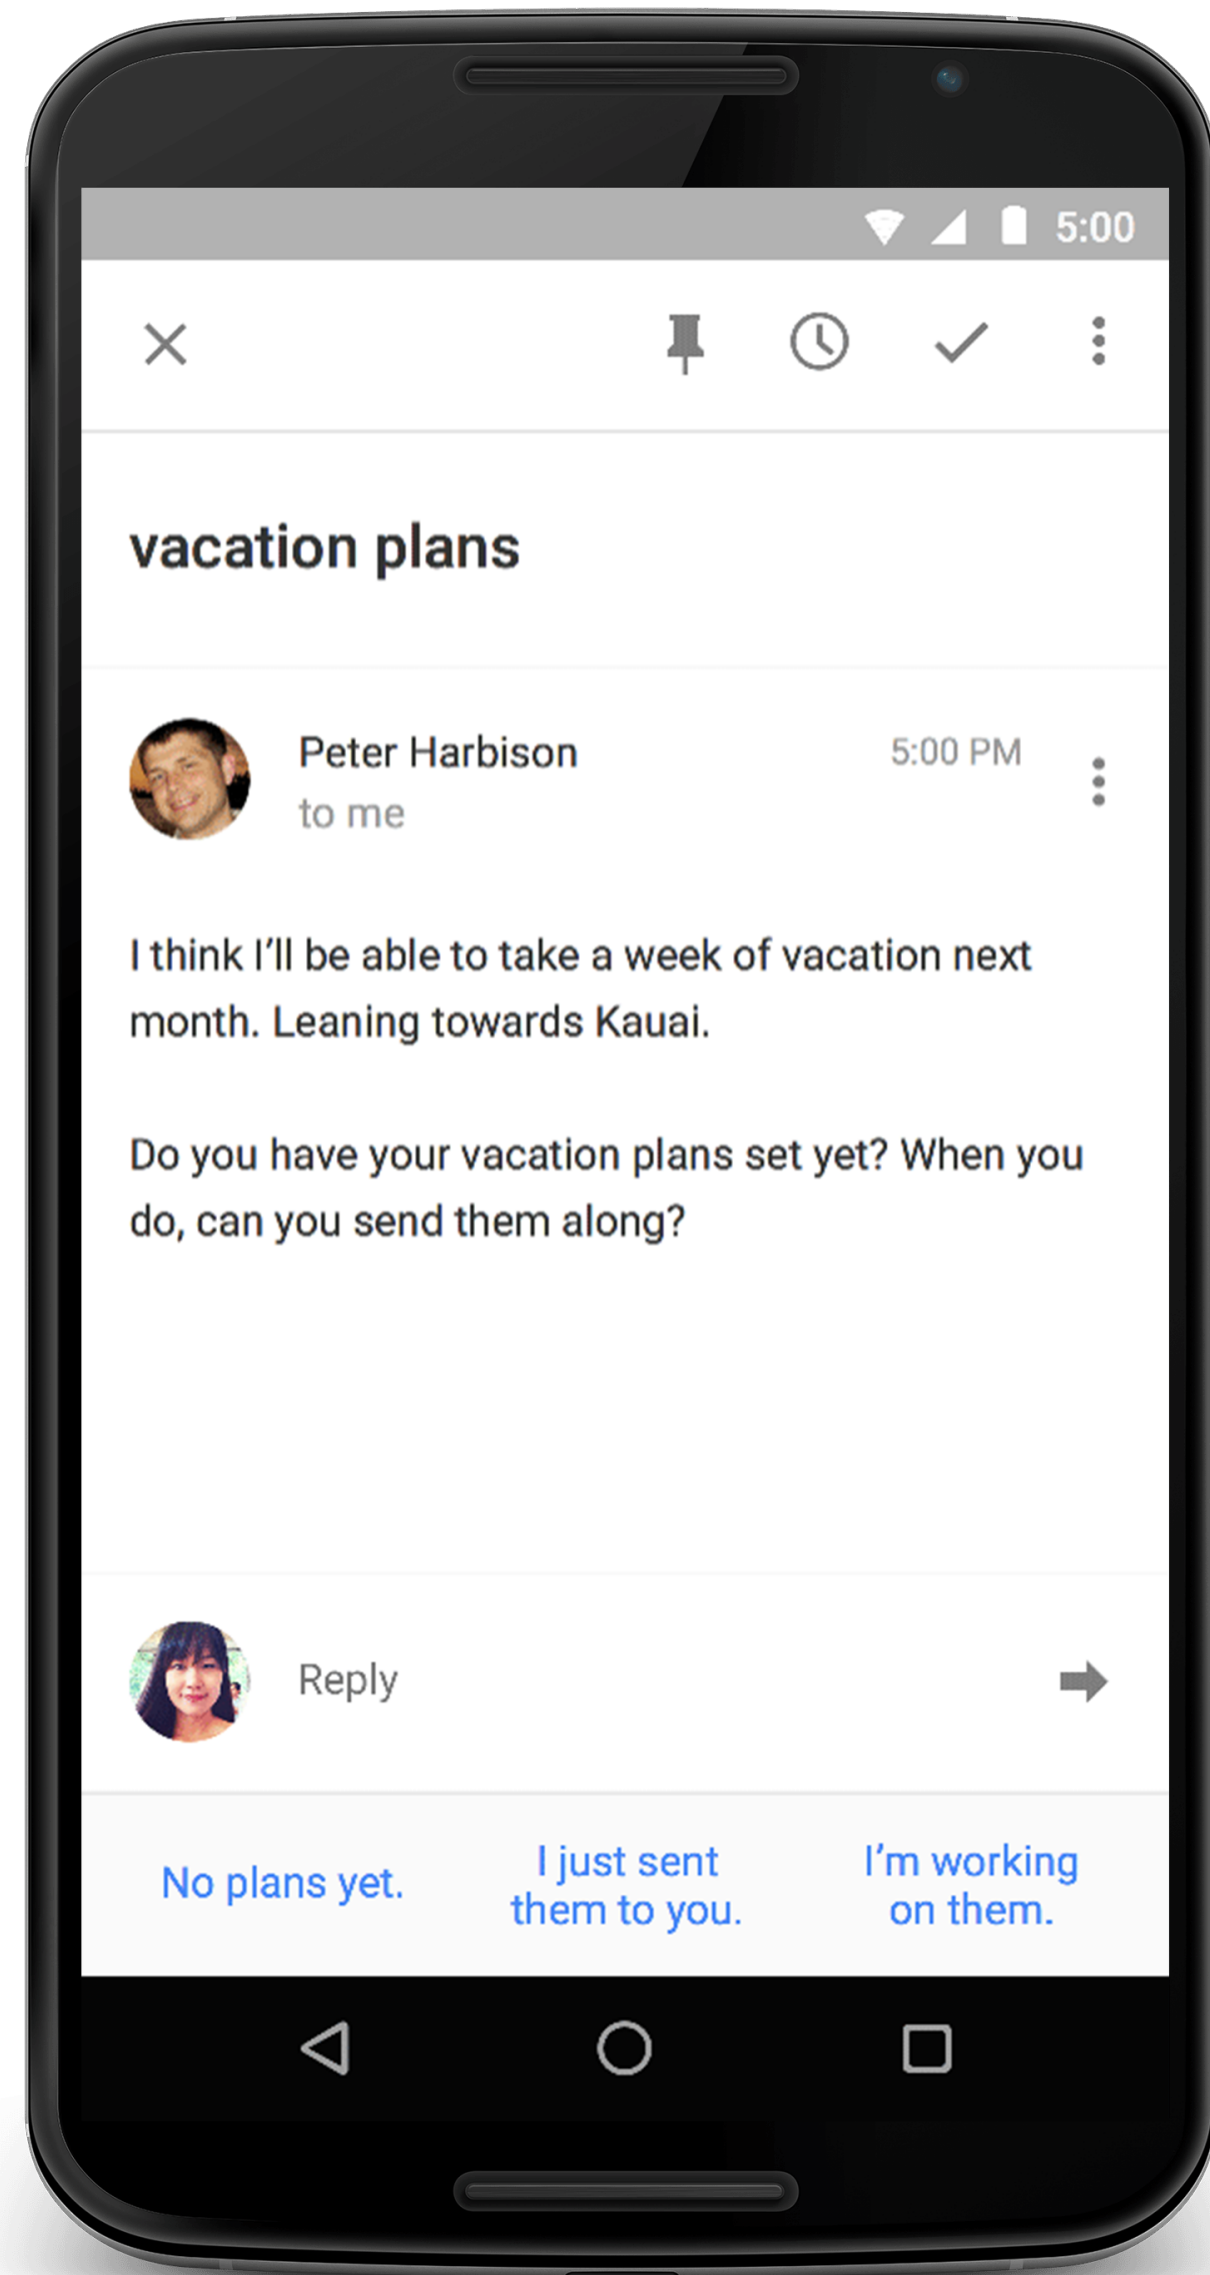 5:00
vacation plans
Peter Harbison
5:00 PM
to me
I think I’ll be able to take a week of vacation next
month. Leaning towards Kauai.
Do you have your vacation plans set yet? When you
do, can you send them along?
Reply
No plans yet.
I just sent
them to you.
I’m working
on them.